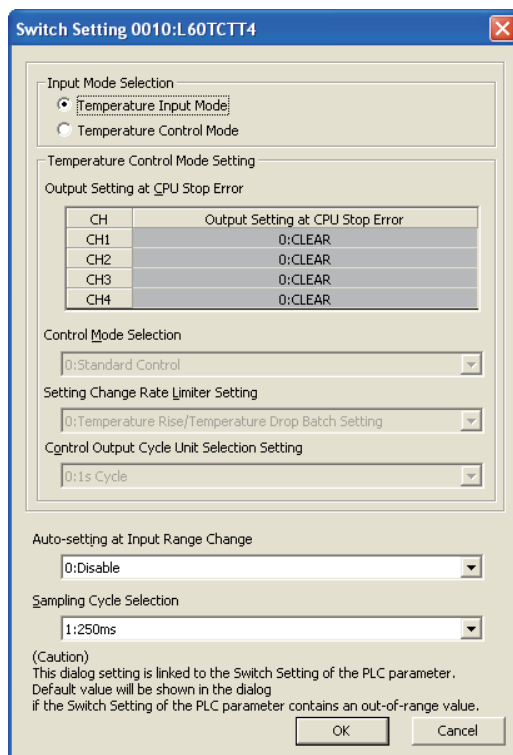 Switch Setting 0010:L60TCTT4
Input Mode Selection
Temperature Input Mode
Temperature Control Mode
Temperature Control Mode Setting
Output Setting at CPU Stop Error
CH Output Setting at CPU Stop Error
CH1 0:CLEAR
CH2 0:CLEAR
CH3 0:CLEAR
CH4 0:CLEAR
Control Mode Selection
0:Standard Control
Setting Change Rate Limiter Setting
0:Temperature Rise/Temperature Drop Batch Setting
Control Output Cycle Unit Selection Setting
0:1s Cycle
Auto-setting at Input Range Change
0:Disable
Sampling Cycle Selection
1:250ms
(Caution)
This dialog setting is linked to the Switch Setting of the PLC parameter.
Default value will be shown in the dialog
if the Switch Setting of the PLC parameter contains an out-of-range value.
OK Cancel